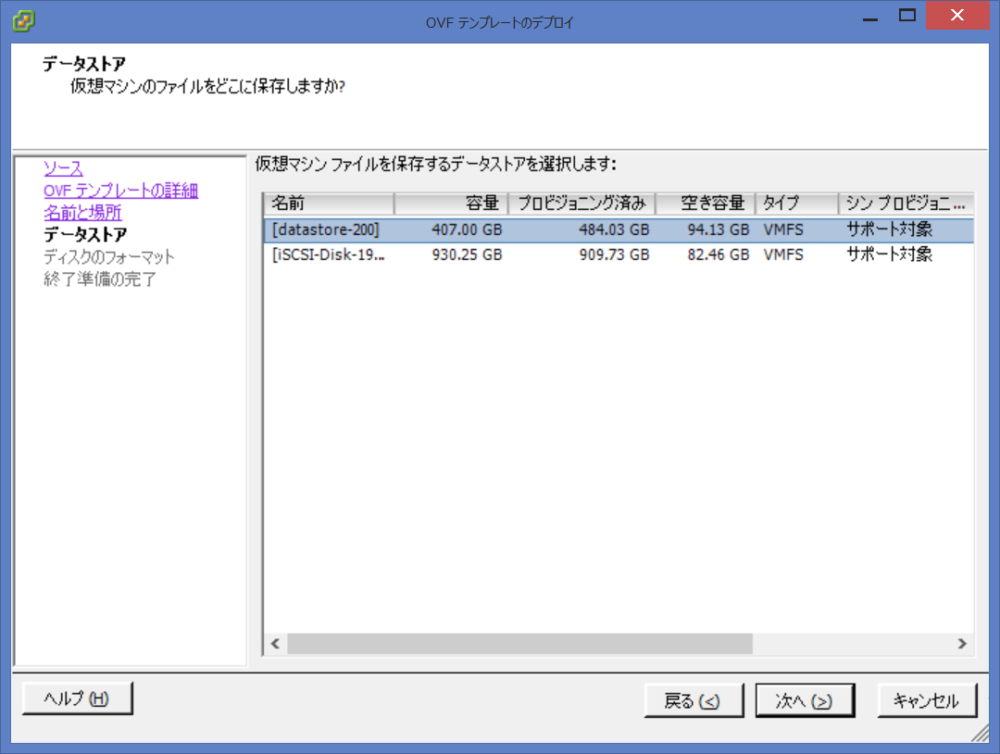 OVF テンプレートのデプロイ
データストア
仮想マシンのファイルをどこに保存しますか?
ソース
OVF テンプレートの詳細
名前と場所
データストア
ディスクのフォーマット
終了準備の完了
仮想マシン ファイルを保存するデータストアを選択します:
名前 容量 プロビジョニング済み 空き容量 タイプ シン プロビジョニ...
[datastore-200] 407.00 GB 484.03 GB 94.13 GB VMFS サポート対象
[iSCSI-Disk-19... 930.25 GB 909.73 GB 82.46 GB VMFS サポート対象
ヘルプ (H) 戻る (<) 次へ (>) キャンセル